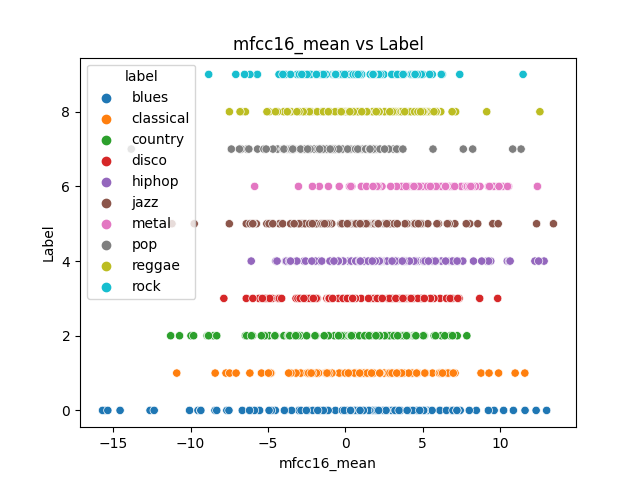 mfcc16_mean vs Label
label
blues
classical
country
disco
hiphop
jazz
metal
pop
reggae
rock
8
6
4
2
0
Label
−15 −10 −5 0 5 10
mfcc16_mean